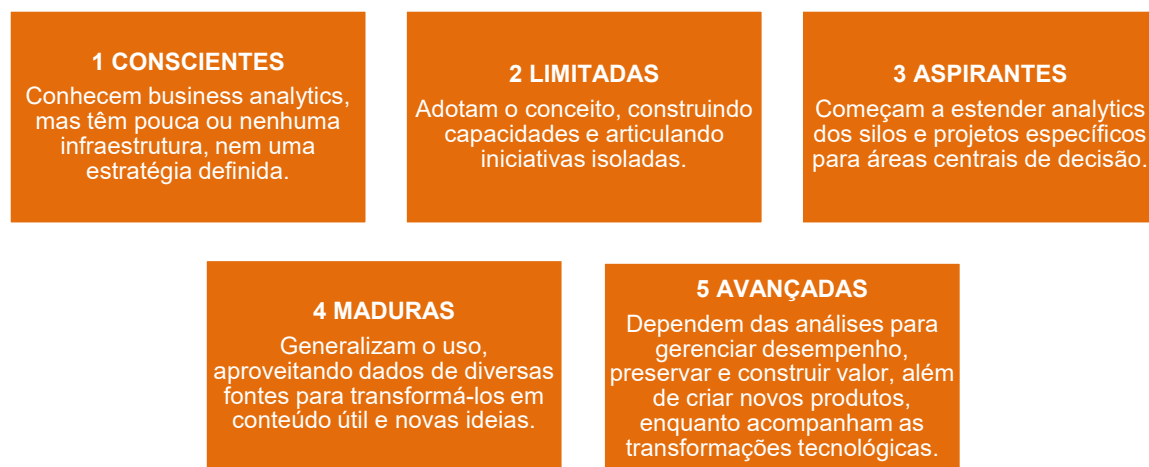 1 CONSCIENTES
Conhecem business analytics,
mas têm pouca ou nenhuma
infraestrutura, nem uma
estratégia definida.
2 LIMITADAS
Adotam o conceito, construindo
capacidades e articulando
iniciativas isoladas.
3 ASPIRANTES
Começam a estender analytics
dos silos e projetos específicos
para áreas centrais de decisão.
4 MADURAS
Generalizam o uso,
aproveitando dados de diversas
fontes para transformá-los em
conteúdo útil e novas ideias.
5 AVANÇADAS
Dependem das análises para
gerenciar desempenho,
preservar e construir valor, além
de criar novos produtos,
enquanto acompanham as
transformações tecnológicas.